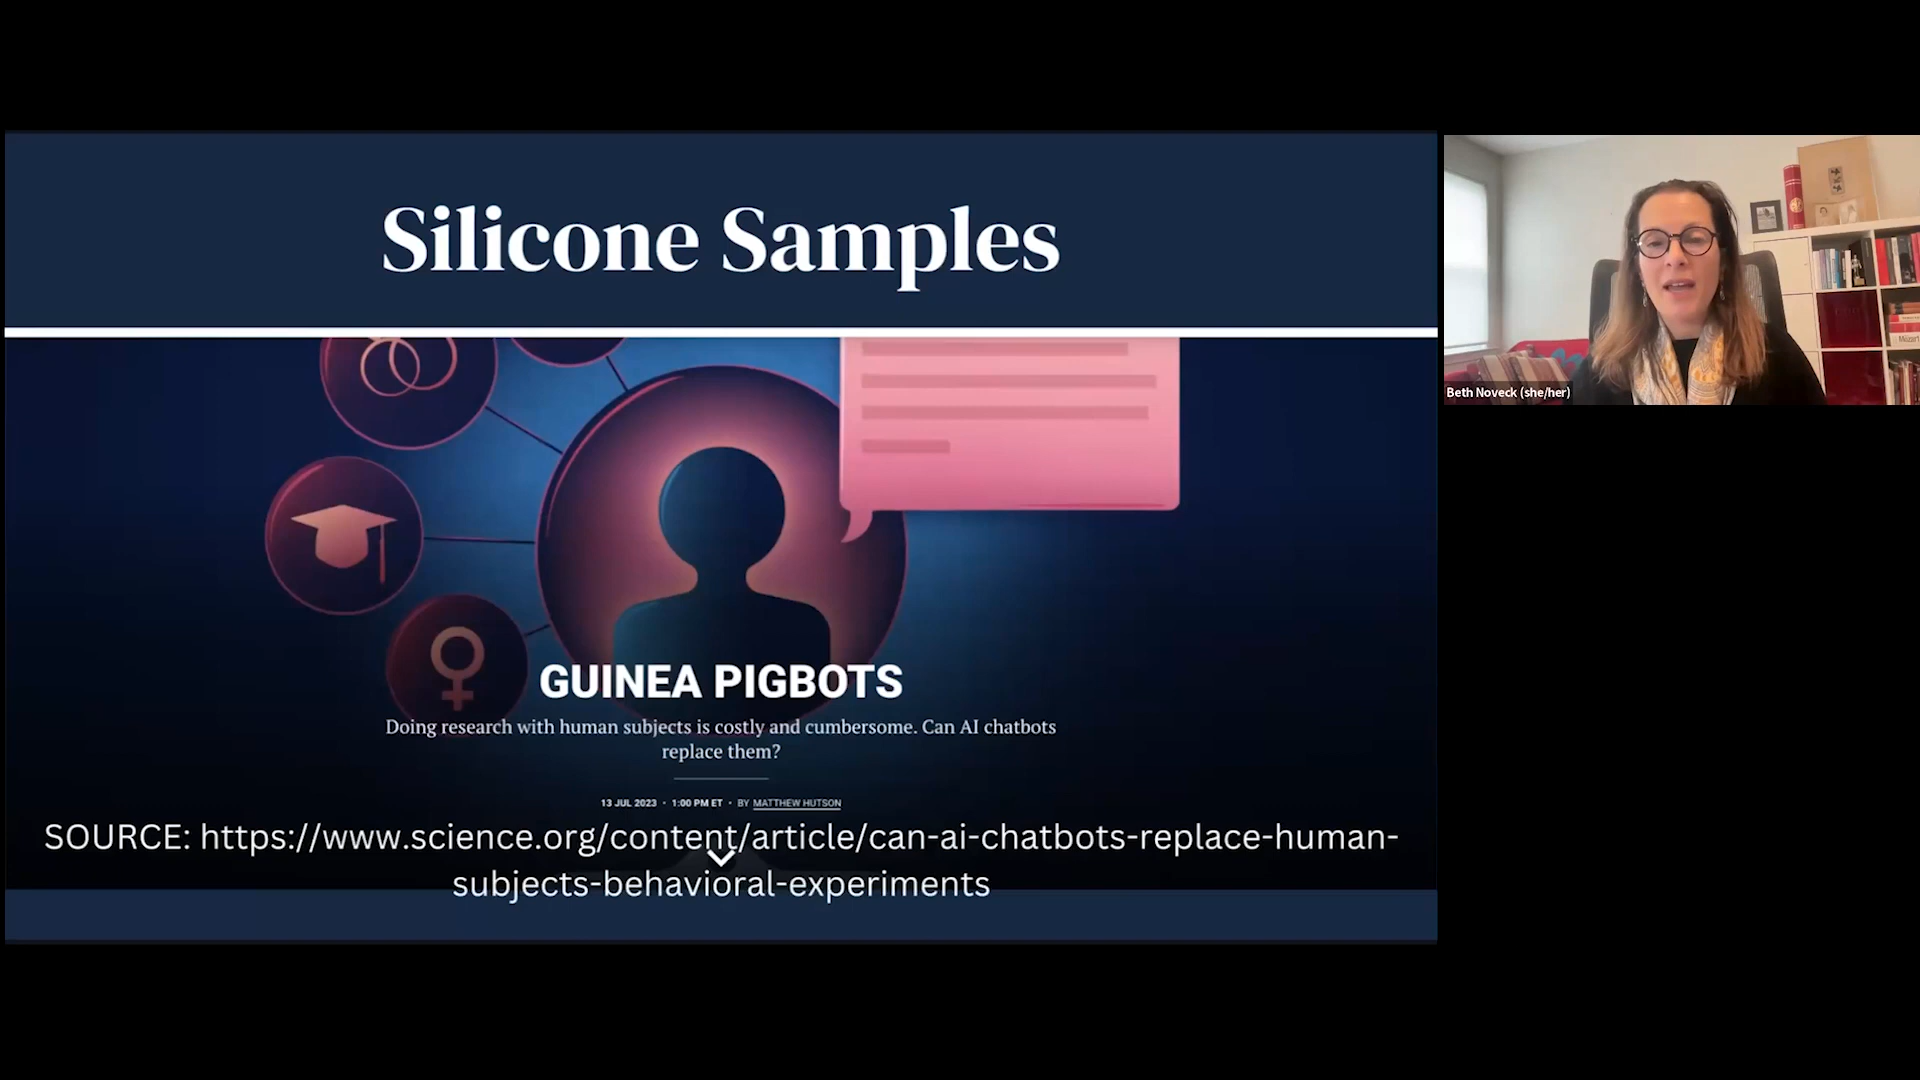 Silicone Samples
GUINEA PIGBOTS
Doing research with human subjects is costly and cumbersome. Can AI chatbots
replace them?
13 JUL 2023 • 1:00 PM ET • BY MATTHEW HUTSON
SOURCE: https://www.science.org/content/article/can-ai-chatbots-replace-human-
subjects-behavioral-experiments
Beth Noveck (she/her)
Mozart